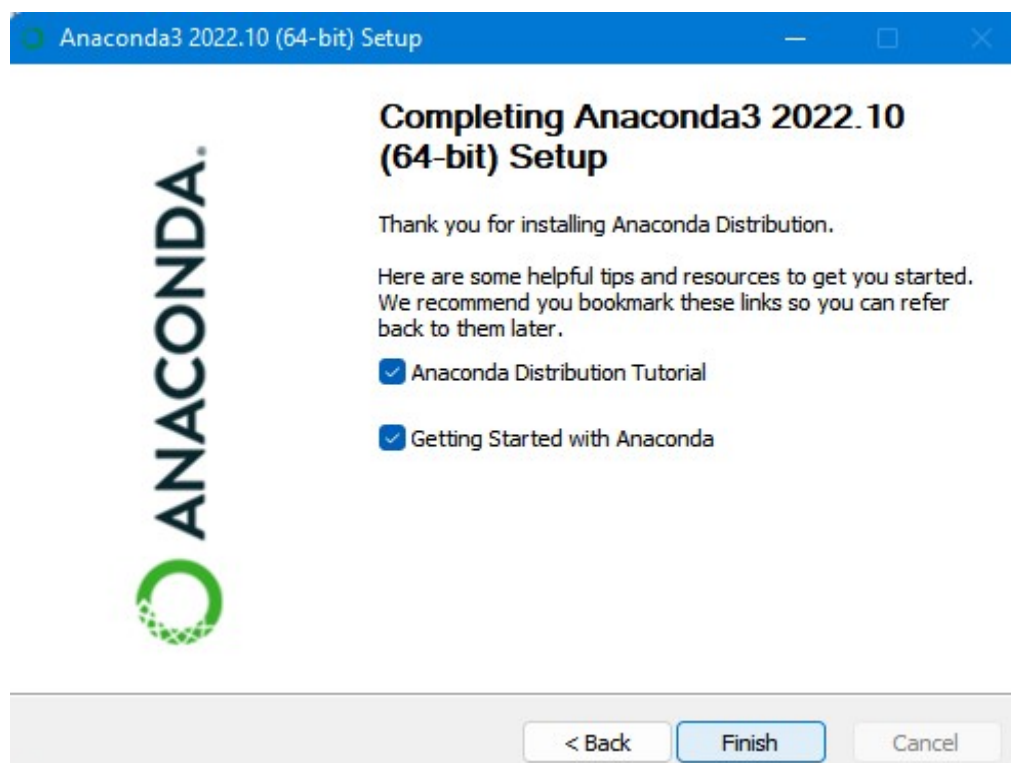 Anaconda3 2022.10 (64-bit) Setup
Completing Anaconda3 2022.10
(64-bit) Setup
ANACONDA.
Thank you for installing Anaconda Distribution.
Here are some helpful tips and resources to get you started.
We recommend you bookmark these links so you can refer
back to them later.
Anaconda Distribution Tutorial
Getting Started with Anaconda
< Back
Finish
Cancel